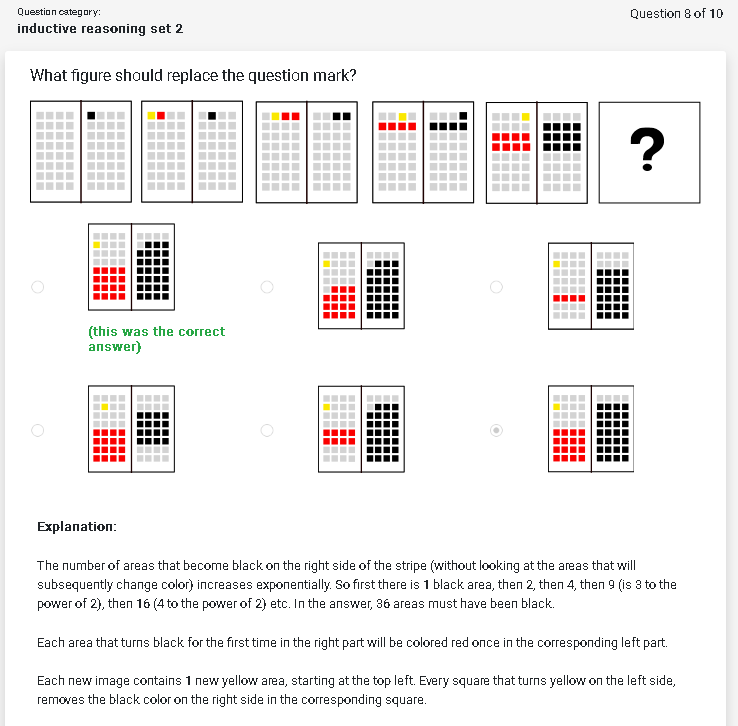 Question category:
Question 8 of 10
inductive reasoning set 2
What figure should replace the question mark?
?
(this was the correct
answer)
Explanation:
The number of areas that become black on the right side of the stripe (without looking at the areas that will
subsequently change color) increases exponentially. So first there is 1 black area, then 2, then 4, then 9 (is 3 to the
power of 2), then 16 (4 to the power of 2) etc. In the answer, 36 areas must have been black.
Each area that turns black for the first time in the right part will be colored red once in the corresponding left part.
Each new image contains 1 new yellow area, starting at the top left. Every square that turns yellow on the left side,
removes the black color on the right side in the corresponding square.